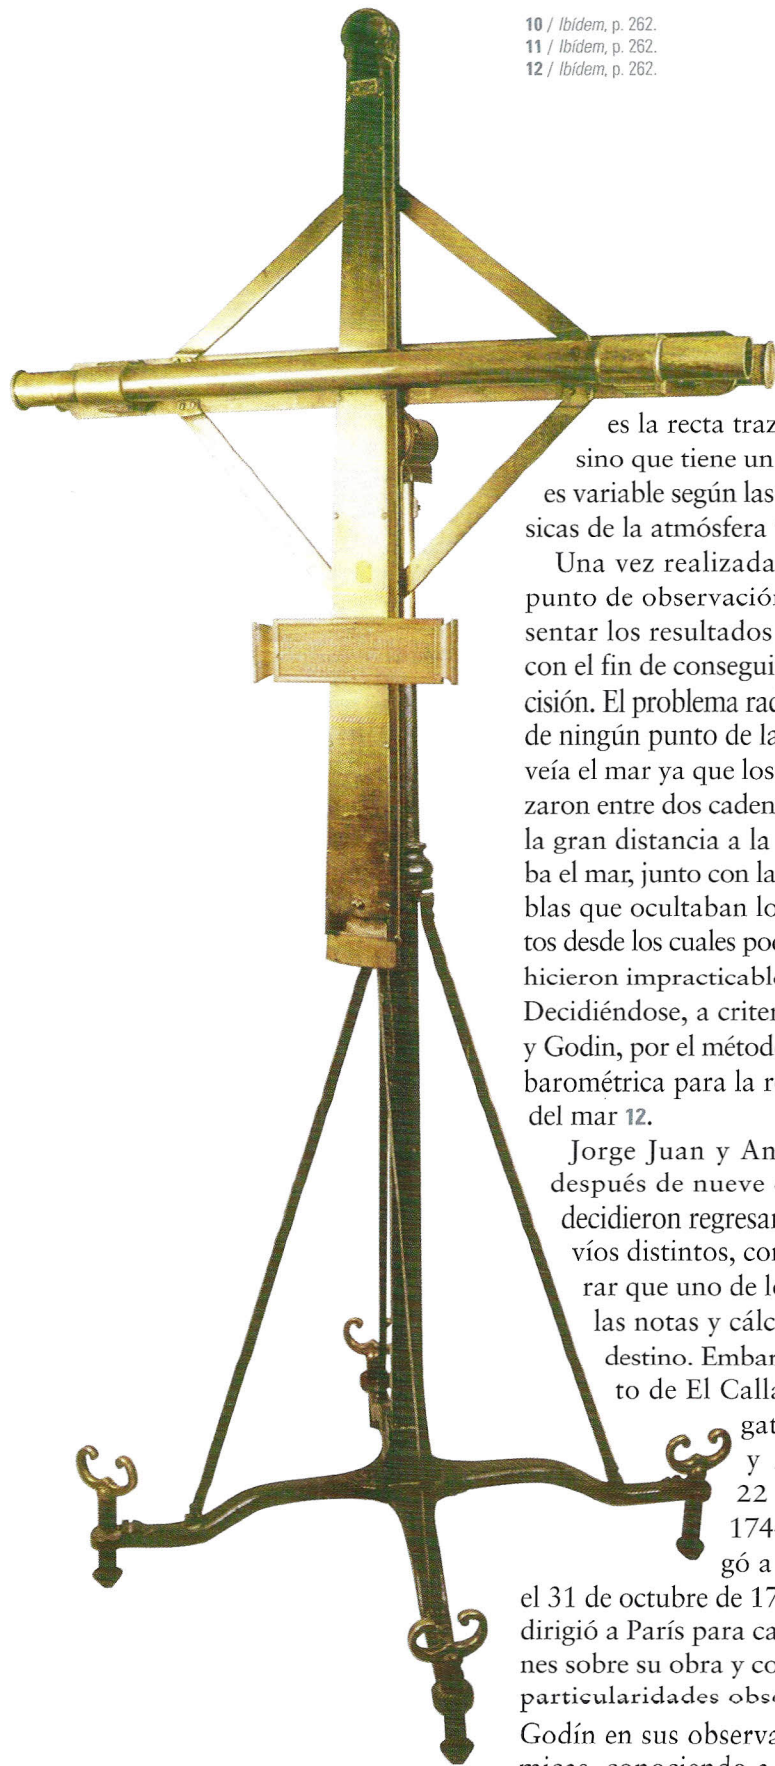 10 / Ibídem, p. 262.
11 / Ibídem, p. 262.
12 / Ibídem, p. 262.
es la recta traz
sino que tiene un
es variable según las
sicas de la atmósfera
Una vez realizada
punto de observación
sentar los resultados
con el fin de consegui
cisión. El problema rad
de ningún punto de la
veía el mar ya que los
zaron entre dos caden
la gran distancia a la
ba el mar, junto con la
blas que ocultaban lo
tos desde los cuales poc
hicieron impracticable
Decidiéndose, a criter
y Godin, por el métod
barométrica para la r
del mar 12.
Jorge Juan y An
después de nueve
decidieron regresar
víos distintos, cor
rar que uno de lo
las notas y cálc
destino. Embar
to de El Calla
gat
y
22
174
gó a
el 31 de octubre de 17
dirigió a París para ca
nes sobre su obra y co
particularidades obs
Godín en sus observa